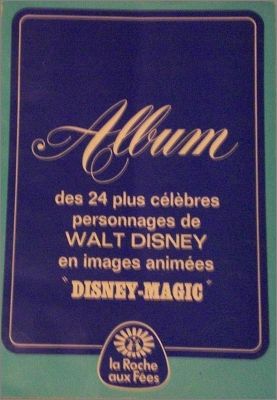 Album
des 24 plus célèbres
personnages de
WALT DISNEY
en images animées
"DISNEY-MAGIC"
la Roche
aux Fées